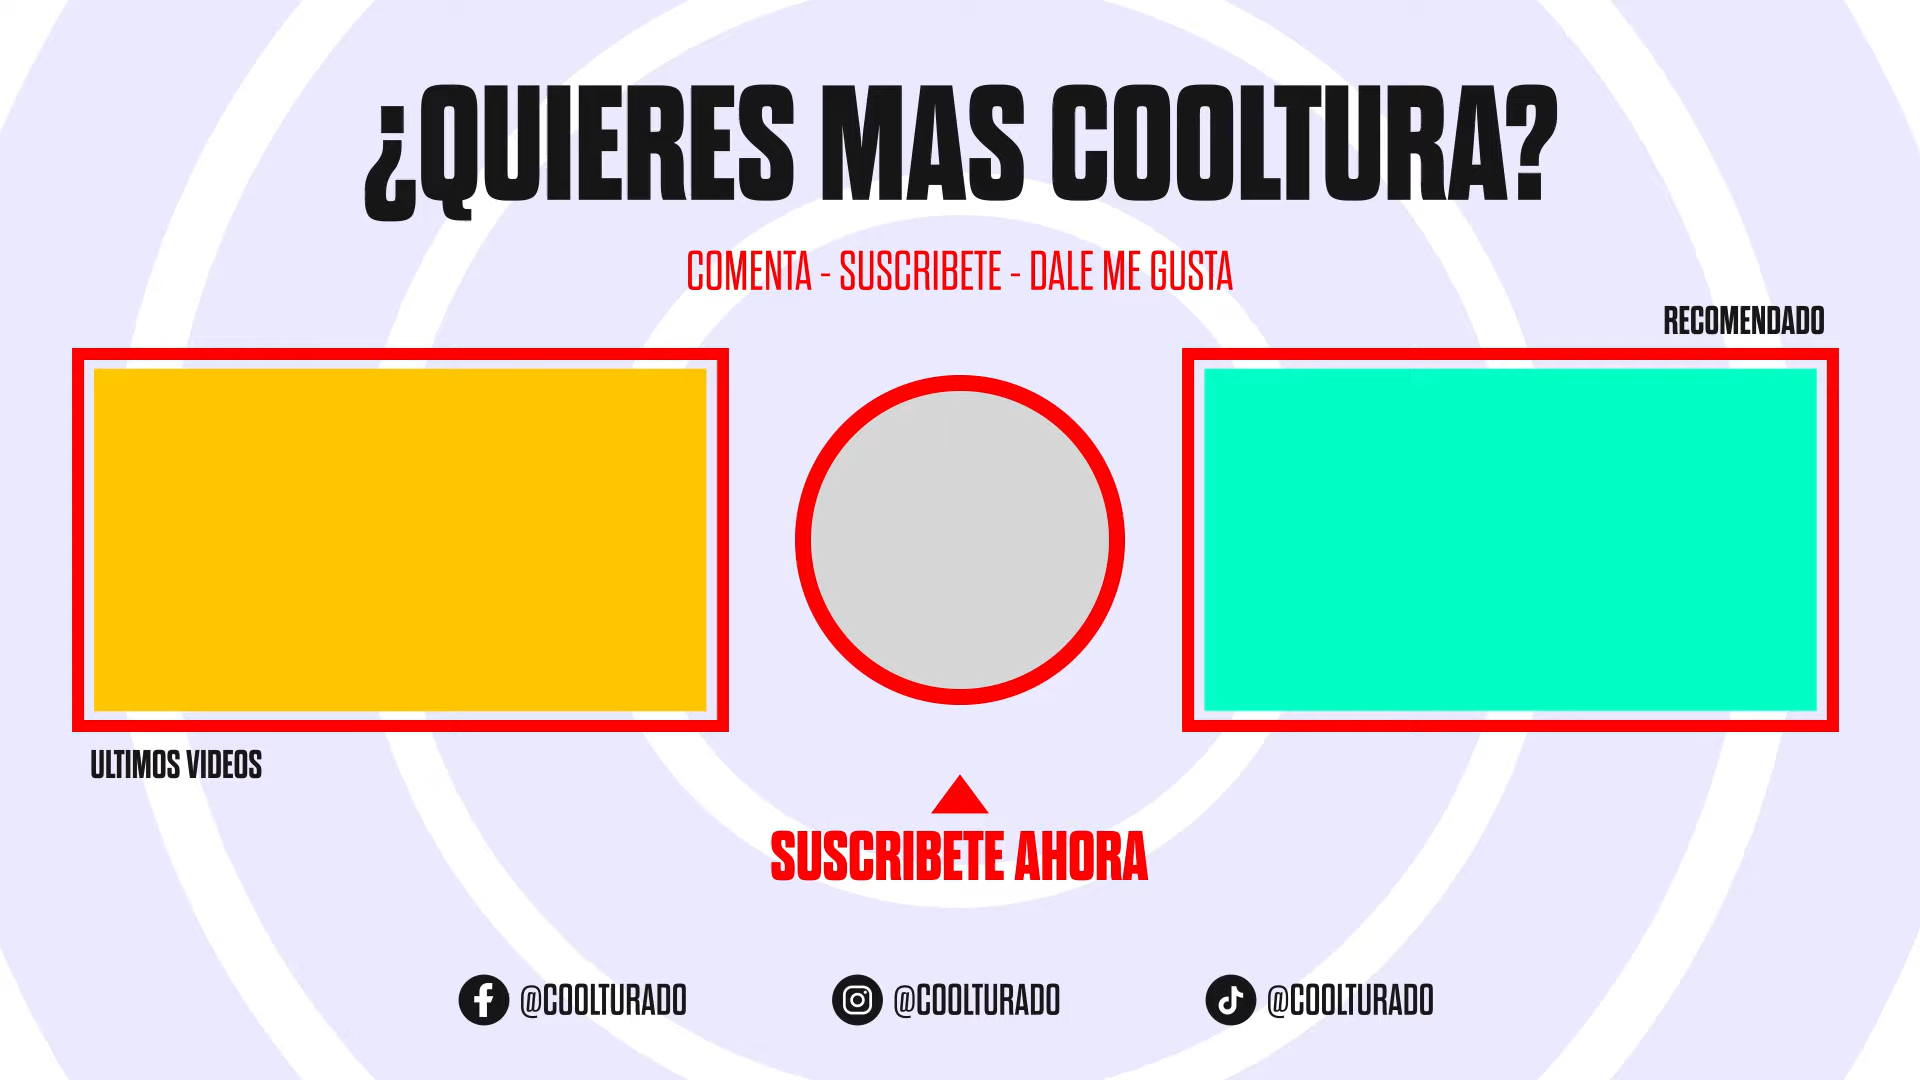 ¿QUIERES MAS COOLTURA?
COMENTA - SUSCRIBETE - DALE ME GUSTA
RECOMENDADO
ULTIMOS VIDEOS
SUSCRIBETE AHORA
@COOLTURADO
@COOLTURADO
@COOLTURADO